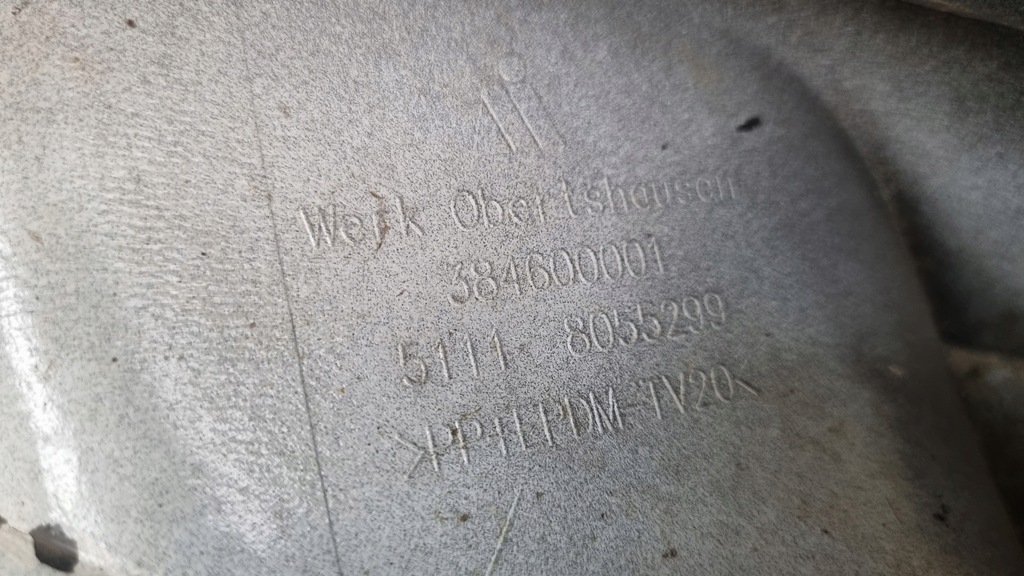 Werk Obertshausen
384600001
5111 8055299
>PP+EPDM-TV20<